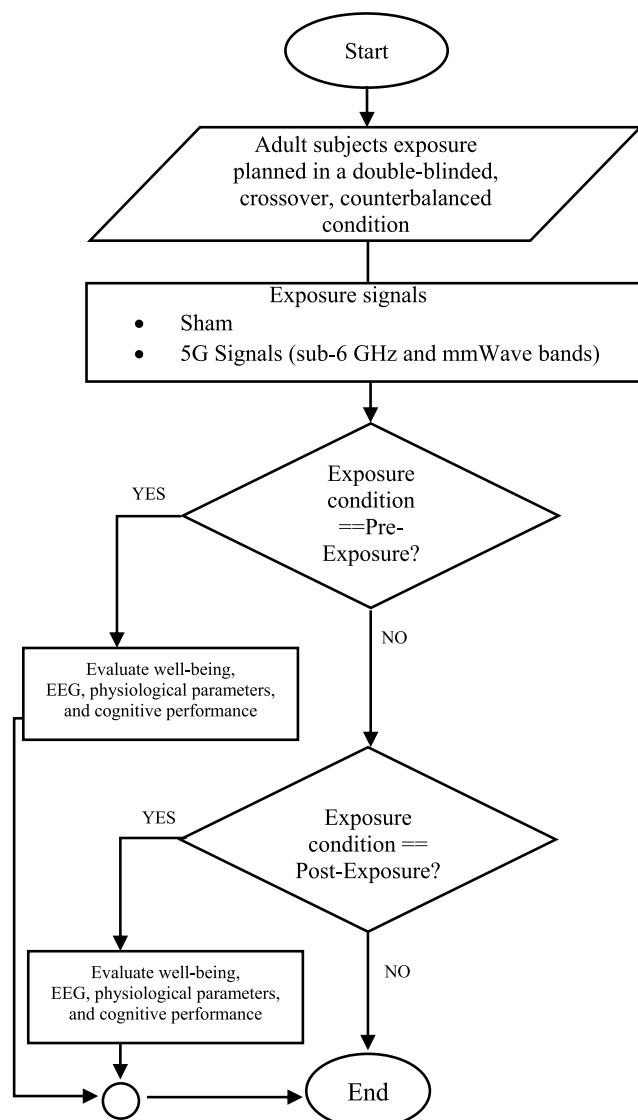 Start
Adult subjects exposure
planned in a double-blinded,
crossover, counterbalanced
condition
Exposure signals
• Sham
• 5G Signals (sub-6 GHz and mmWave bands)
Exposure
condition
==Pre-
Exposure?
YES
NO
Evaluate well-being,
EEG, physiological parameters,
and cognitive performance
Exposure
condition ==
Post-Exposure?
YES
NO
Evaluate well-being,
EEG, physiological parameters,
and cognitive performance
End